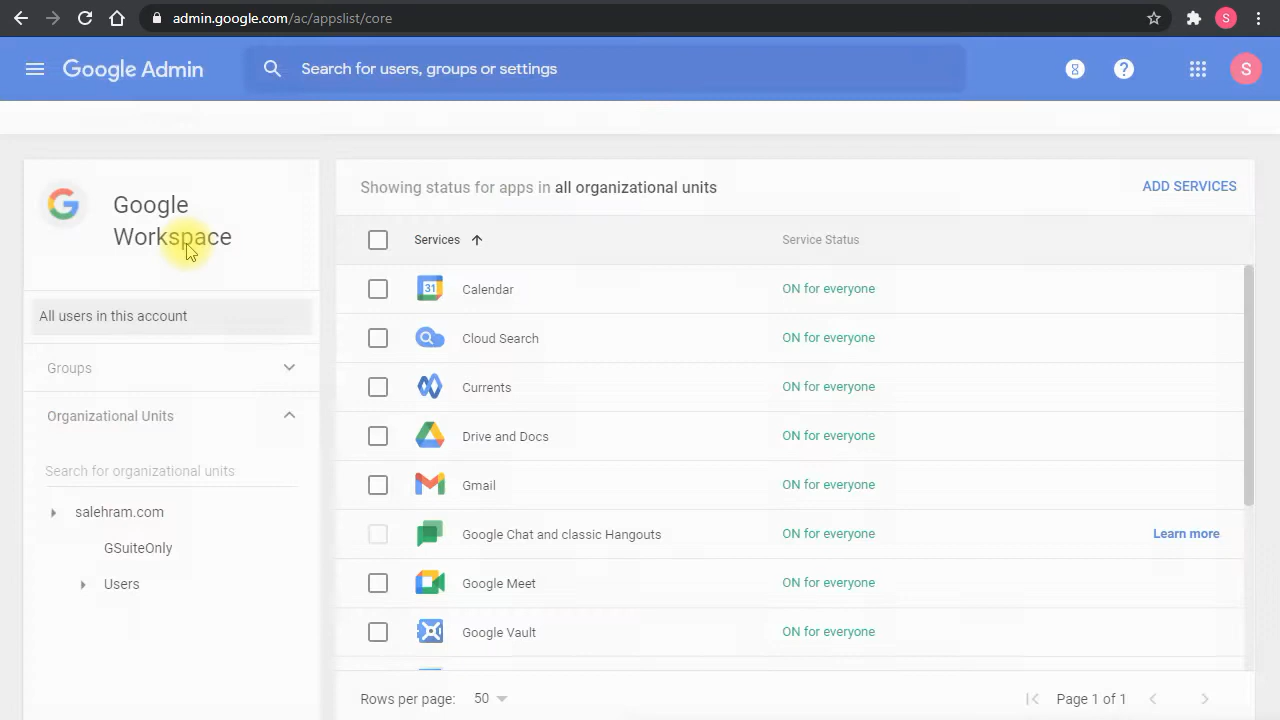 admin.google.com/ac/appslist/core
S
Google Admin
Search for users, groups or settings
?
S
Google
Workspace
All users in this account
Groups
Organizational Units
Search for organizational units
salehram.com
GSuiteOnly
Users
Showing status for apps in all organizational units
ADD SERVICES
Services
Service Status
31
Calendar
ON for everyone
Cloud Search
ON for everyone
Currents
ON for everyone
Drive and Docs
ON for everyone
Gmail
ON for everyone
Google Chat and classic Hangouts
ON for everyone
Learn more
Google Meet
ON for everyone
Google Vault
ON for everyone
Rows per page: 50
Page 1 of 1